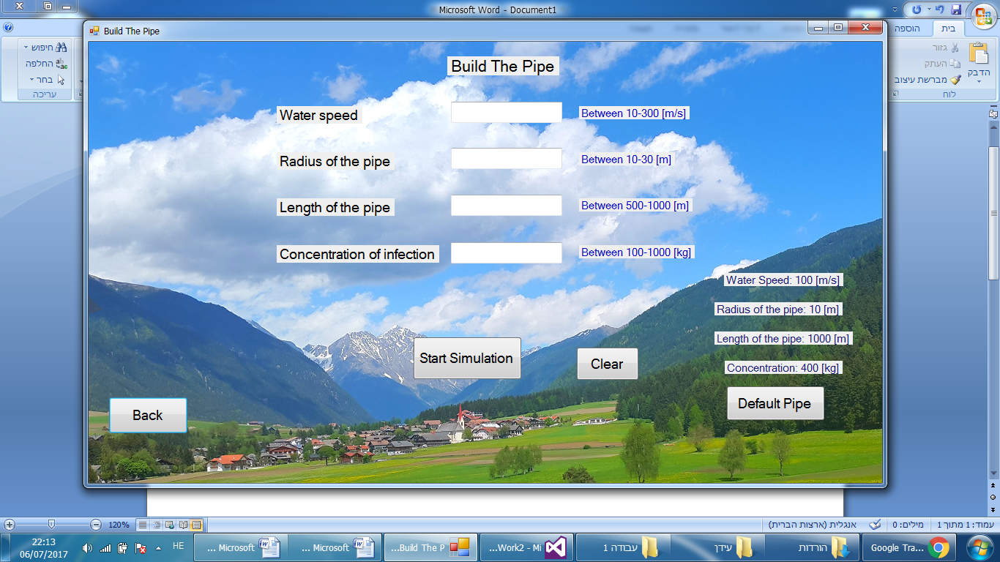 Microsoft Word - Document1
הוספה
בית
חיפוש
החלפה
בחר
עריכה
גזור
העתק
מברשת עיצוב
הדבק
לוח
Build The Pipe
Build The Pipe
Water speed
Between 10-300 [m/s]
Radius of the pipe
Between 10-30 [m]
Length of the pipe
Between 500-1000 [m]
Concentration of infection
Between 100-1000 [kg]
Water Speed: 100 [m/s]
Radius of the pipe: 10 [m]
Length of the pipe: 1000 [m]
Concentration: 400 [kg]
Start Simulation
Clear
Default Pipe
Back
120%
אנגלית (ארצות הברית)
מילים: 0
עמוד: 1 מתוך 1
22:13
06/07/2017
HE
... Microsoft
... Microsoft
...Build The P
...Work2 - Mi
עבודה 1
עידן
הורדות
Google Tra...